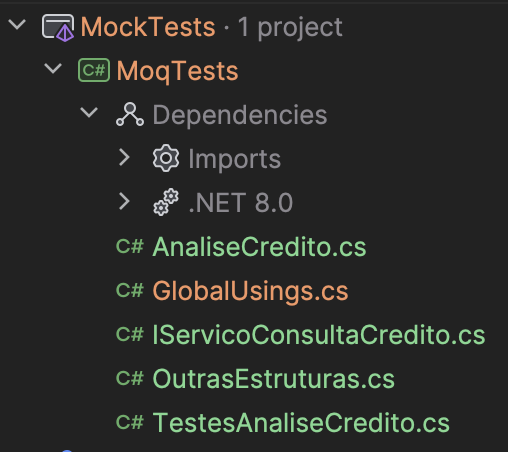 MockTests · 1 project
C# MoqTests
Dependencies
Imports
.NET 8.0
C# AnaliseCredito.cs
C# GlobalUsings.cs
C# IServicoConsultaCredito.cs
C# OutrasEstruturas.cs
C# TestesAnaliseCredito.cs